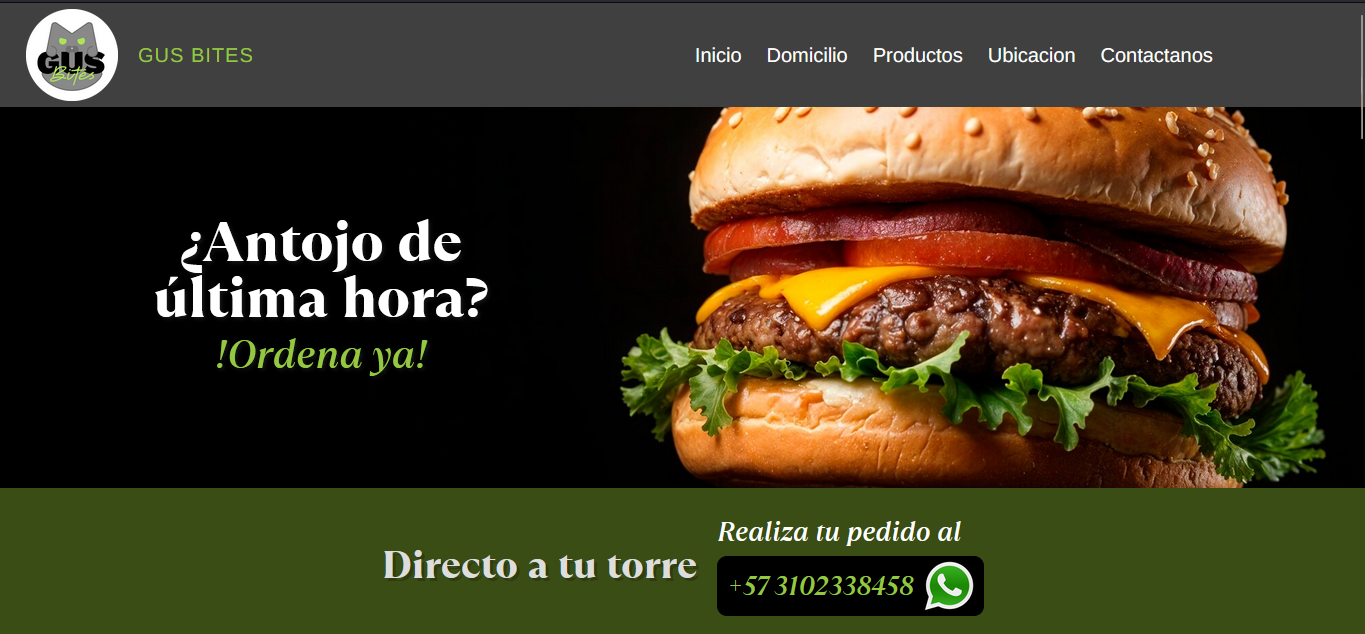 GUS
Bites
GUS BITES
Inicio
Domicilio
Productos
Ubicacion
Contactanos
¿Antojo de
última hora?
!Ordena ya!
Directo a tu torre
Realiza tu pedido al
+57 3102338458